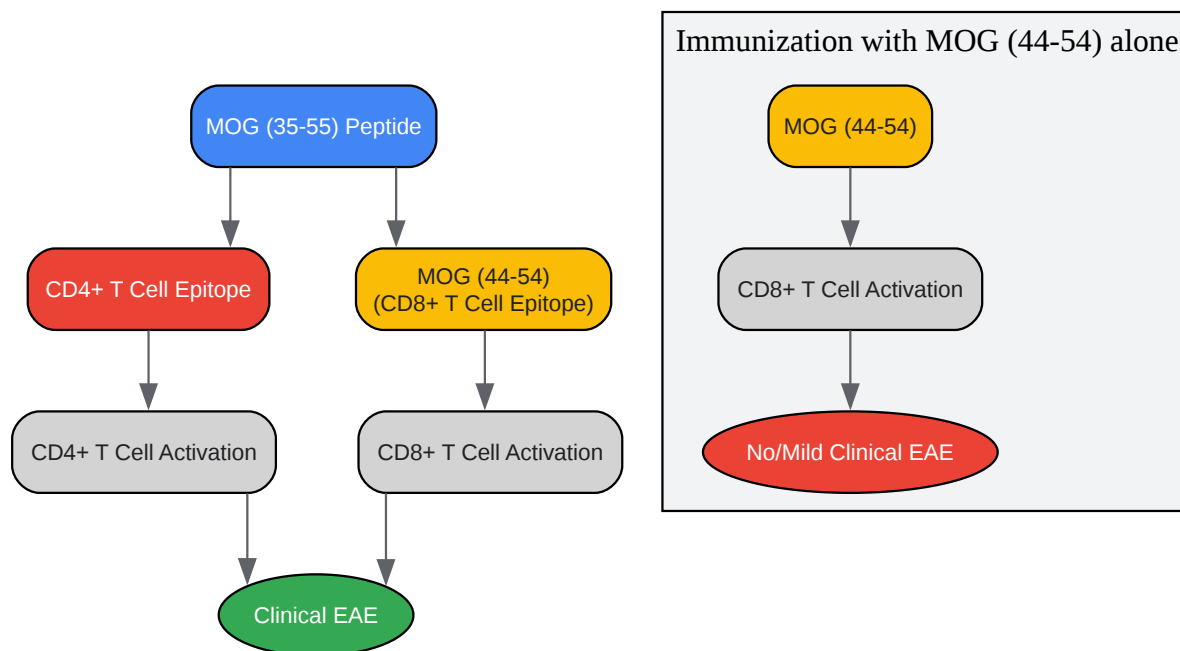 Immunization with MOG (44-54) alone
MOG (35-55) Peptide
MOG (44-54)
CD4+ T Cell Epitope
MOG (44-54)
(CD8+ T Cell Epitope)
CD8+ T Cell Activation
CD4+ T Cell Activation
CD8+ T Cell Activation
No/Mild Clinical EAE
Clinical EAE